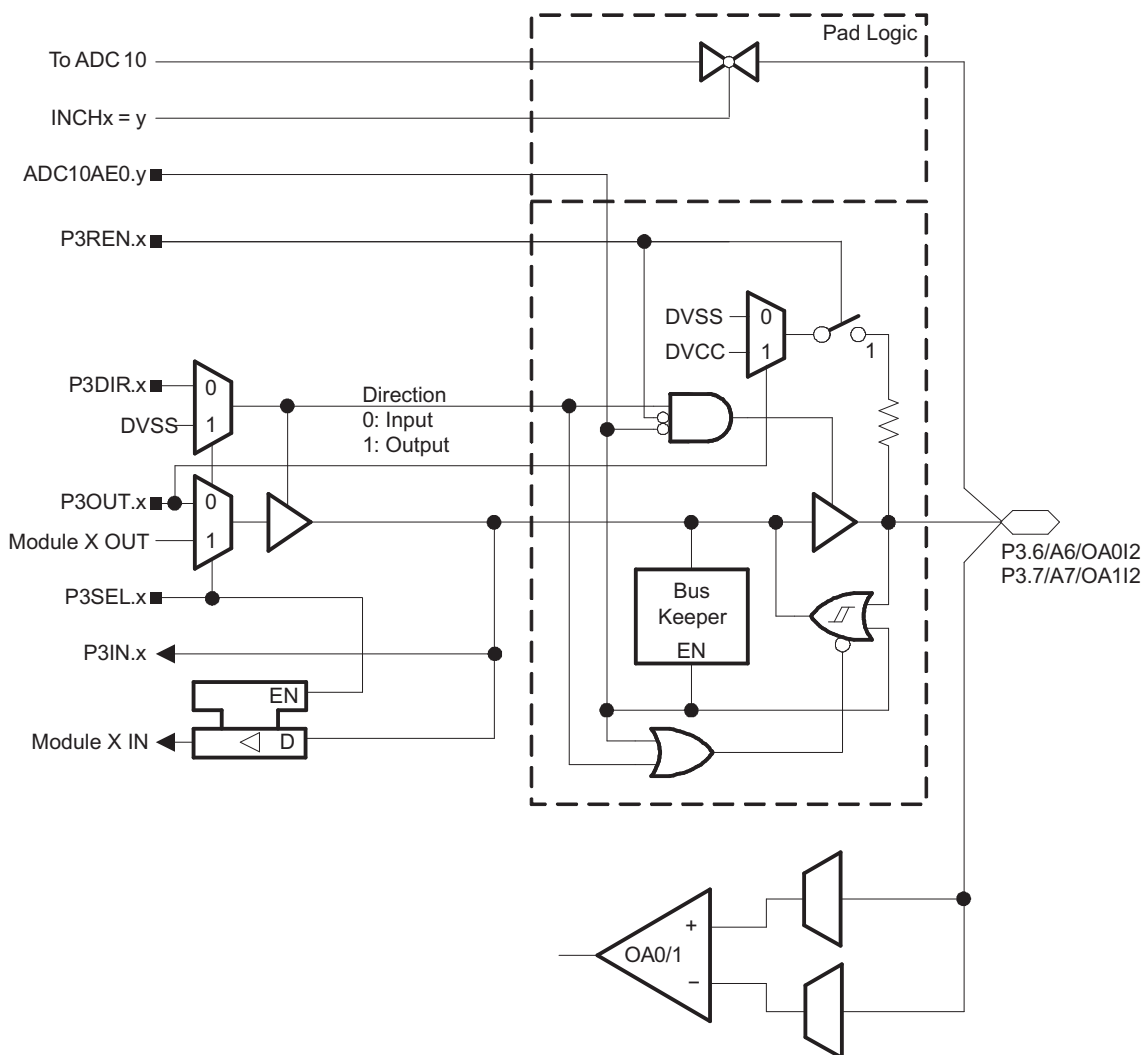 Pad Logic
To ADC 10
INCHx = y
ADC10AE0.y
P3REN.x
DVSS
0
DVCC
1
1
P3DIR.x
0
DVSS
1
Direction
0: Input
1: Output
P3OUT.x
0
Module X OUT
1
P3SEL.x
P3IN.x
EN
Module X IN
D
Bus
Keeper
EN
P3.6/A6/OA0I2
P3.7/A7/OA1I2
+
OA0/1
−